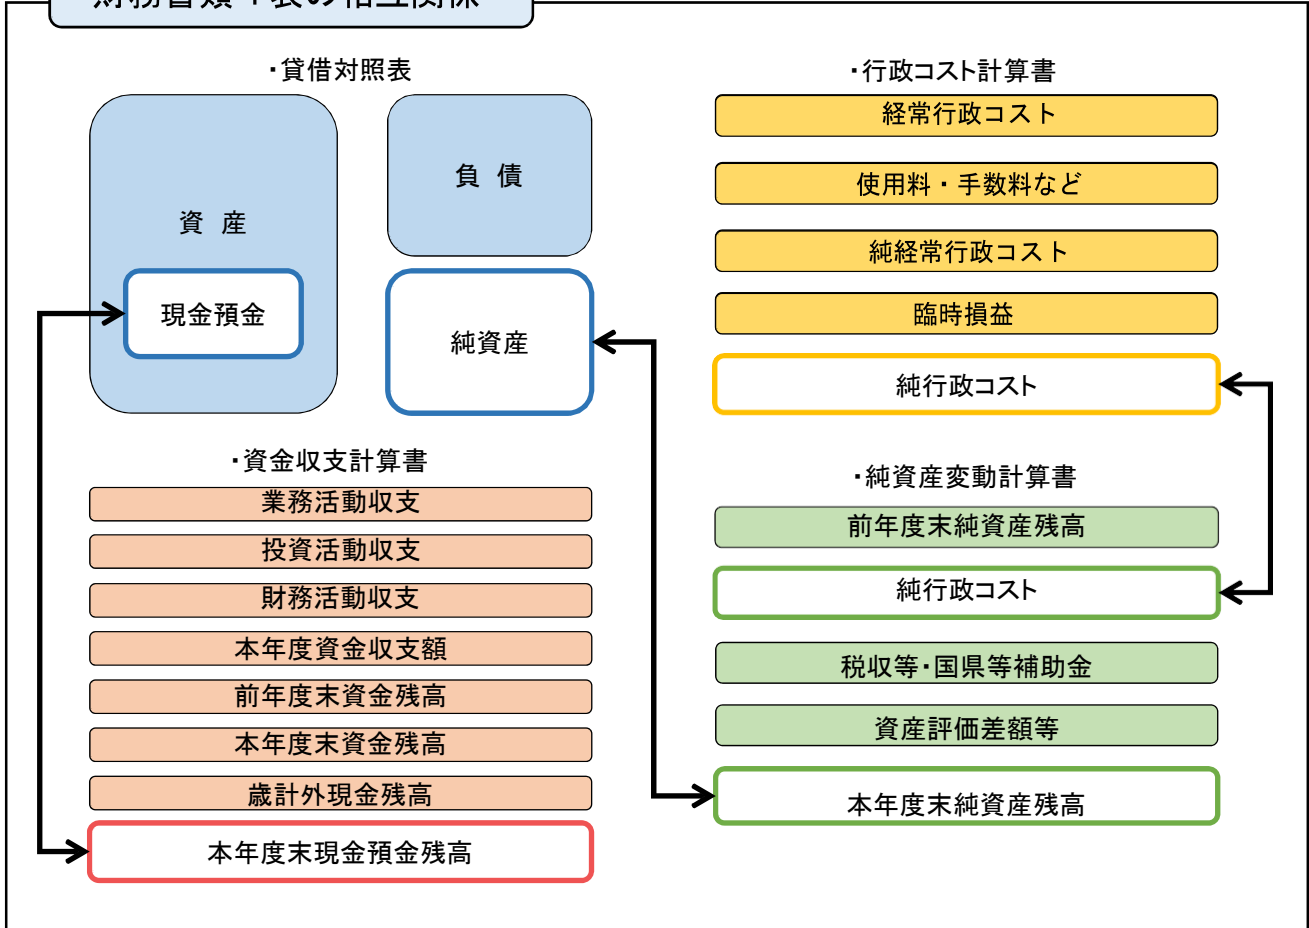 ・貸借対照表
資 産
現金預金
負 債
純資産
・資金収支計算書
業務活動収支
投資活動収支
財務活動収支
本年度資金収支額
前年度末資金残高
本年度末資金残高
歳計外現金残高
本年度末現金預金残高
・行政コスト計算書
経常行政コスト
使用料・手数料など
純経常行政コスト
臨時損益
純行政コスト
・純資産変動計算書
前年度末純資産残高
純行政コスト
税収等・国県等補助金
資産評価差額等
本年度末純資産残高